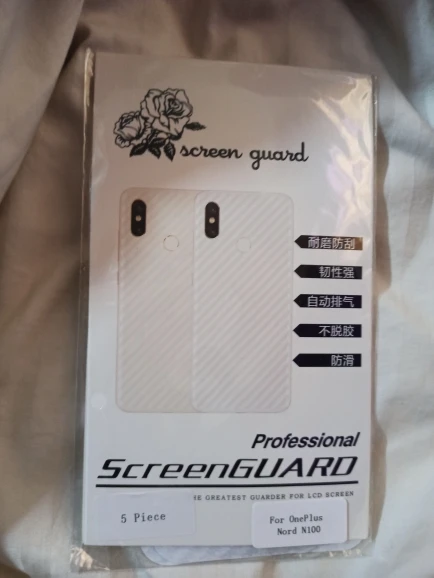 screen guard
耐磨防刮
韧性强
自动排气
不脱胶
防滑
Professional
ScreenGUARD
HE GREATEST GUARDER FOR LCD SCREEN
5 Piece
For OnePlus
Nord N100